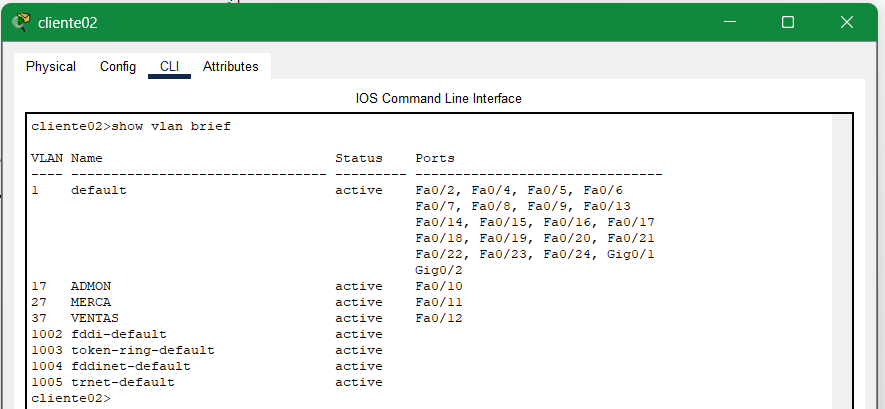 cliente02
Physical Config CLI Attributes
IOS Command Line Interface
cliente02>show vlan brief
VLAN Name                             Status    Ports
---- -------------------------------- --------- -------------------------------
1    default                          active    Fa0/2, Fa0/4, Fa0/5, Fa0/6
                                                Fa0/7, Fa0/8, Fa0/9, Fa0/13
                                                Fa0/14, Fa0/15, Fa0/16, Fa0/17
                                                Fa0/18, Fa0/19, Fa0/20, Fa0/21
                                                Fa0/22, Fa0/23, Fa0/24, Gig0/1
                                                Gig0/2
17   ADMON                            active    Fa0/10
27   MERCA                            active    Fa0/11
37   VENTAS                           active    Fa0/12
1002 fddi-default                     active
1003 token-ring-default               active
1004 fddinet-default                  active
1005 trnet-default                    active
cliente02>